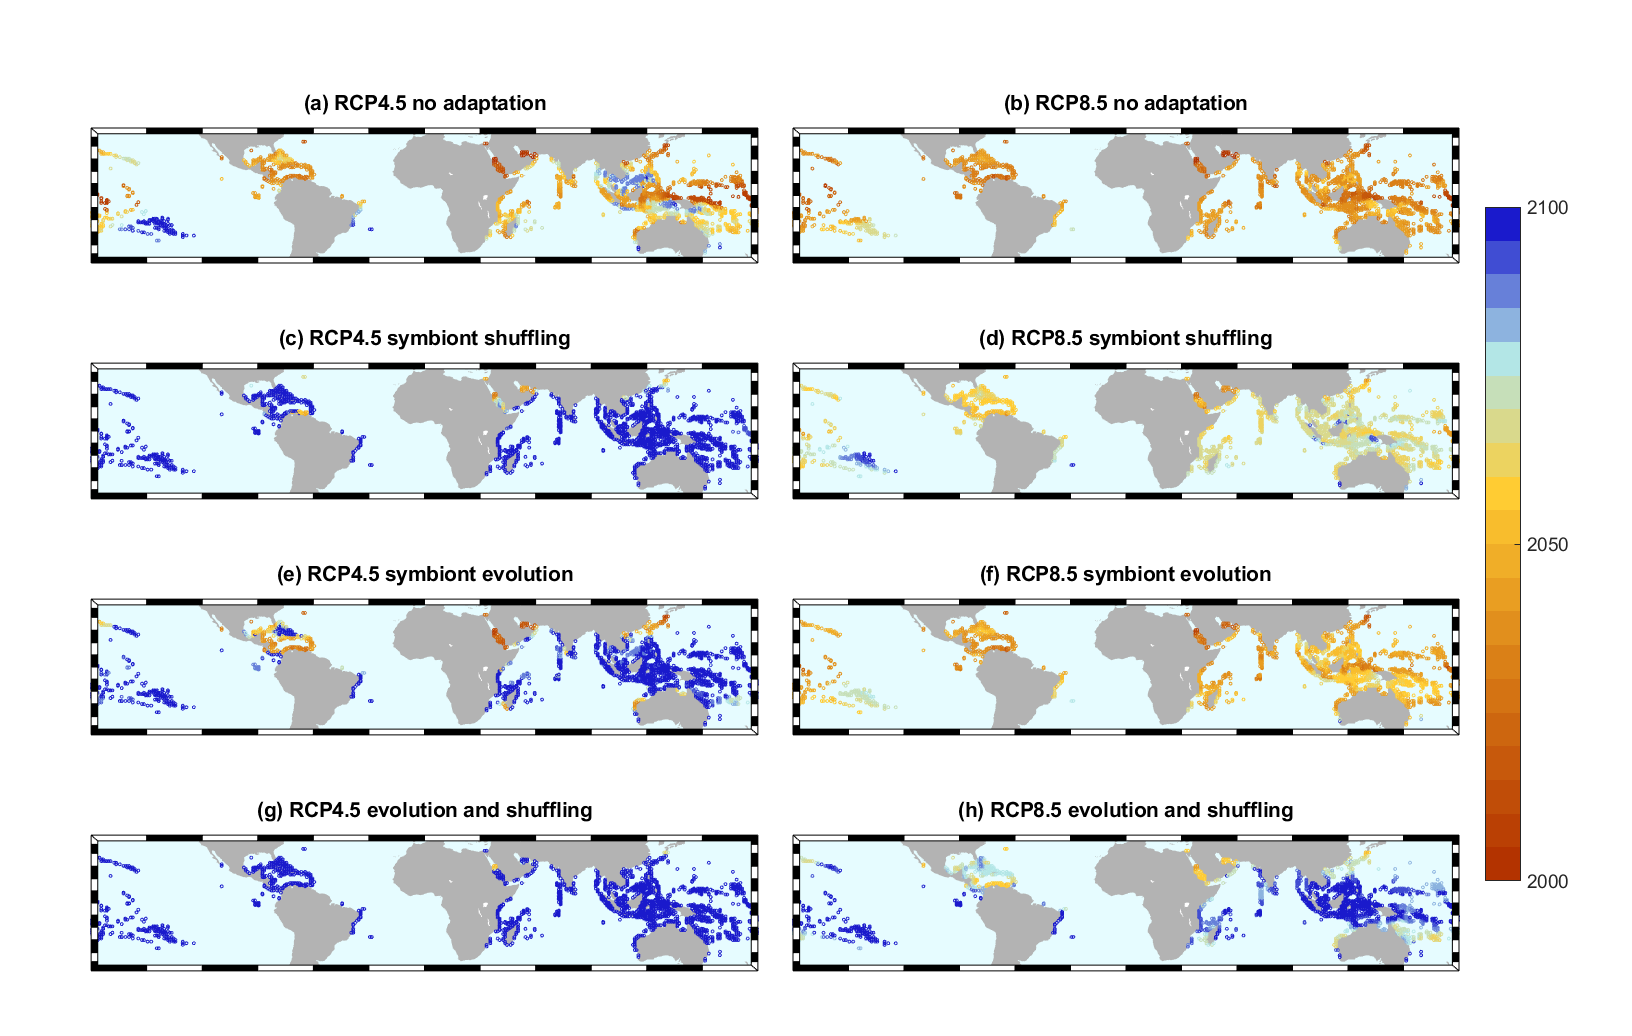 (a) RCP4.5 no adaptation
(b) RCP8.5 no adaptation
(c) RCP4.5 symbiont shuffling
(d) RCP8.5 symbiont shuffling
(e) RCP4.5 symbiont evolution
(f) RCP8.5 symbiont evolution
(g) RCP4.5 evolution and shuffling
(h) RCP8.5 evolution and shuffling
2100
2050
2000